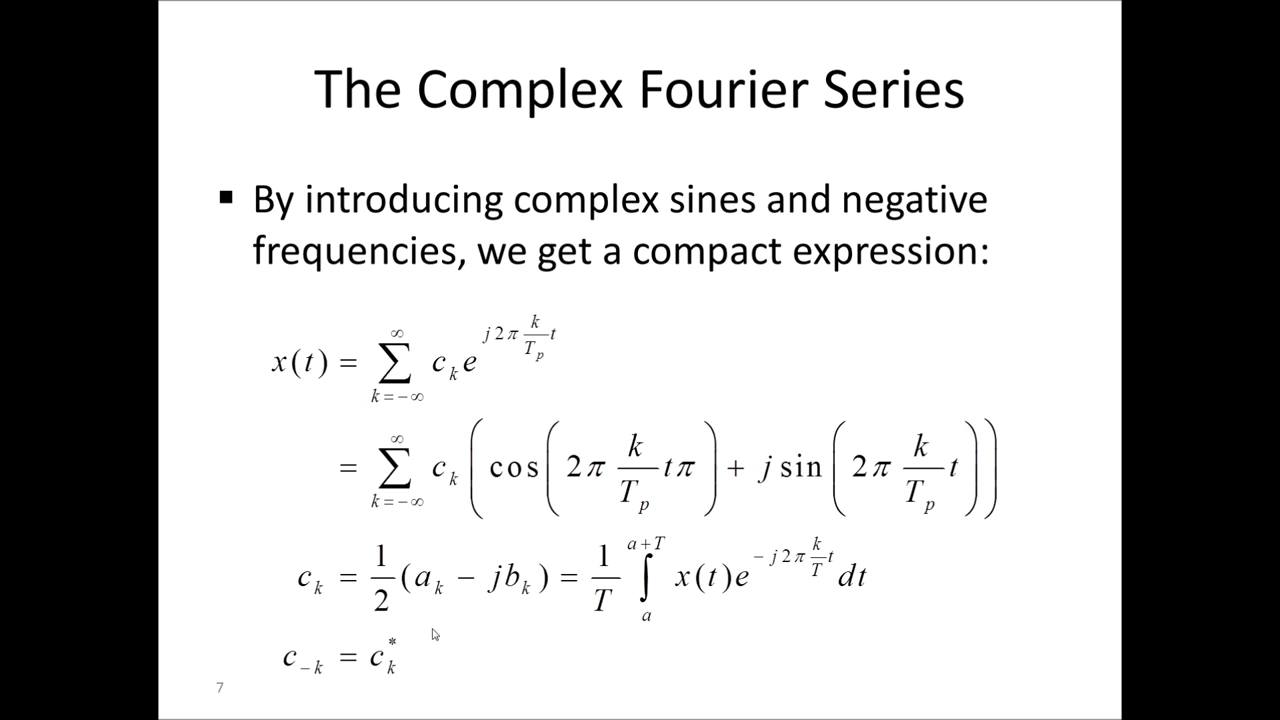 The Complex Fourier Series
▪ By introducing complex sines and negative
frequencies, we get a compact expression:
x(t) = ∑_{k=-∞}^{∞} c_k e^{j2π (k/T_p) t}
= ∑_{k=-∞}^{∞} c_k ( cos( 2π (k/T_p) tπ ) + j sin( 2π (k/T_p) t ) )
c_k = 1/2 (a_k − jb_k) = 1/T ∫_{a}^{a+T} x(t) e^{−j2π (k/T) t} dt
c_{−k} = c_k^*
7